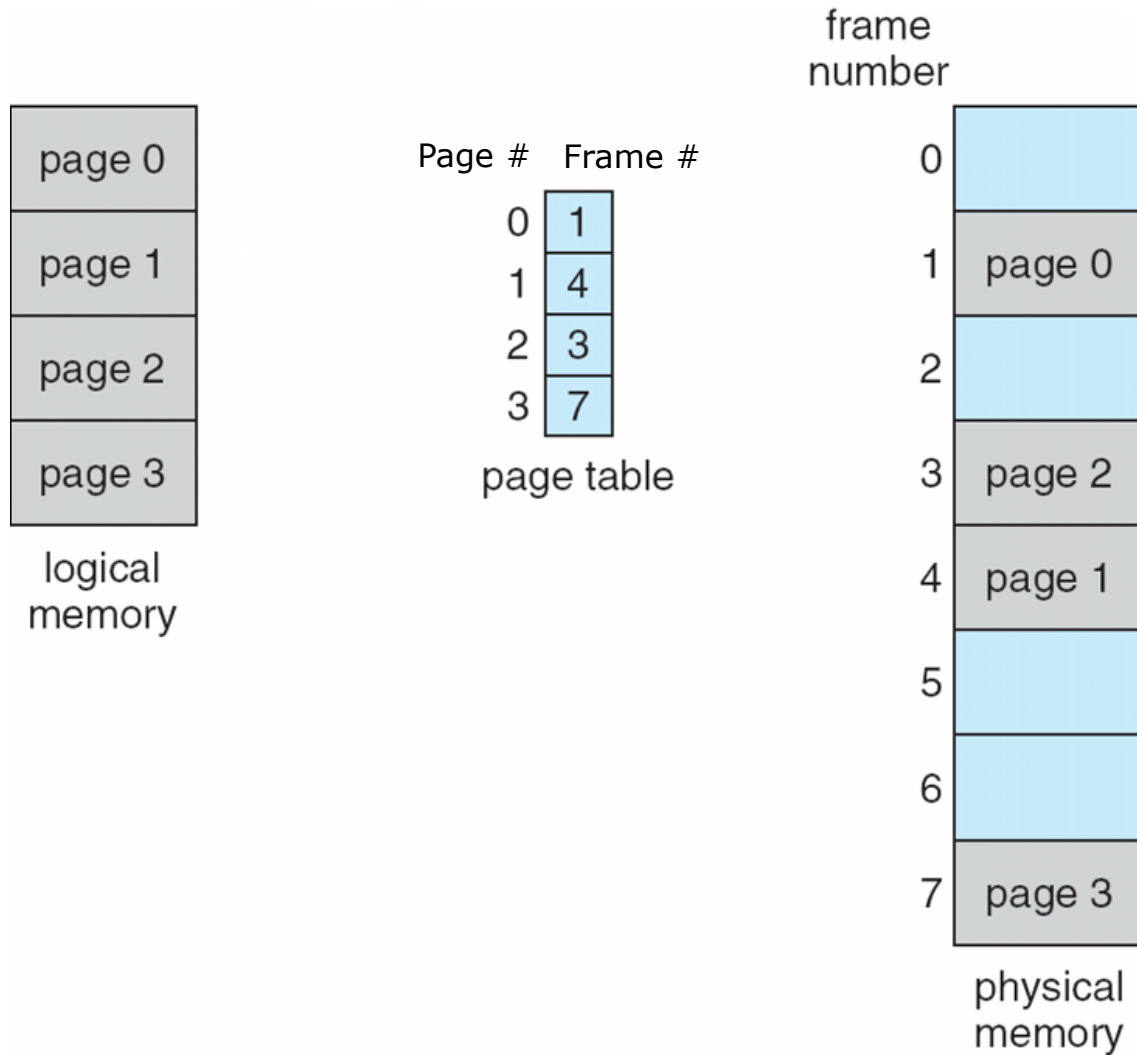 page 0
page 1
page 2
page 3
logical
memory
Page # Frame #
0 1
1 4
2 3
3 7
page table
frame
number
0
1 page 0
2
3 page 2
4 page 1
5
6
7 page 3
physical
memory